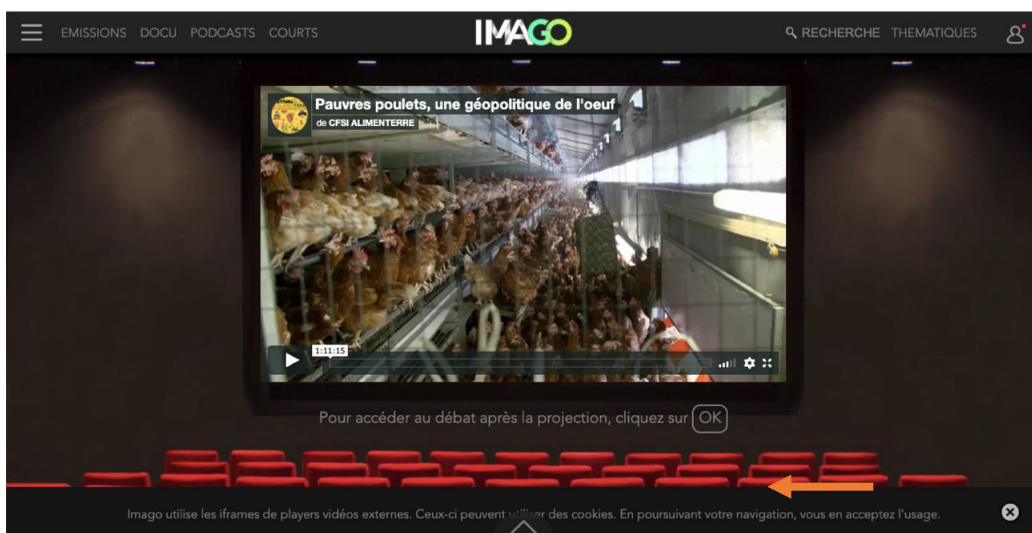 EMISSIONS DOCU PODCASTS COURTS IMAGO RECHERCHE THEMATIQUES
Pauvres poulets, une géopolitique de l'oeuf
de CFSI ALIMENTERRE
1:11:15
Pour accéder au débat après la projection, cliquez sur OK
Imago utilise les iframes de players vidéos externes. Ceux-ci peuvent utiliser des cookies. En poursuivant votre navigation, vous en acceptez l'usage.